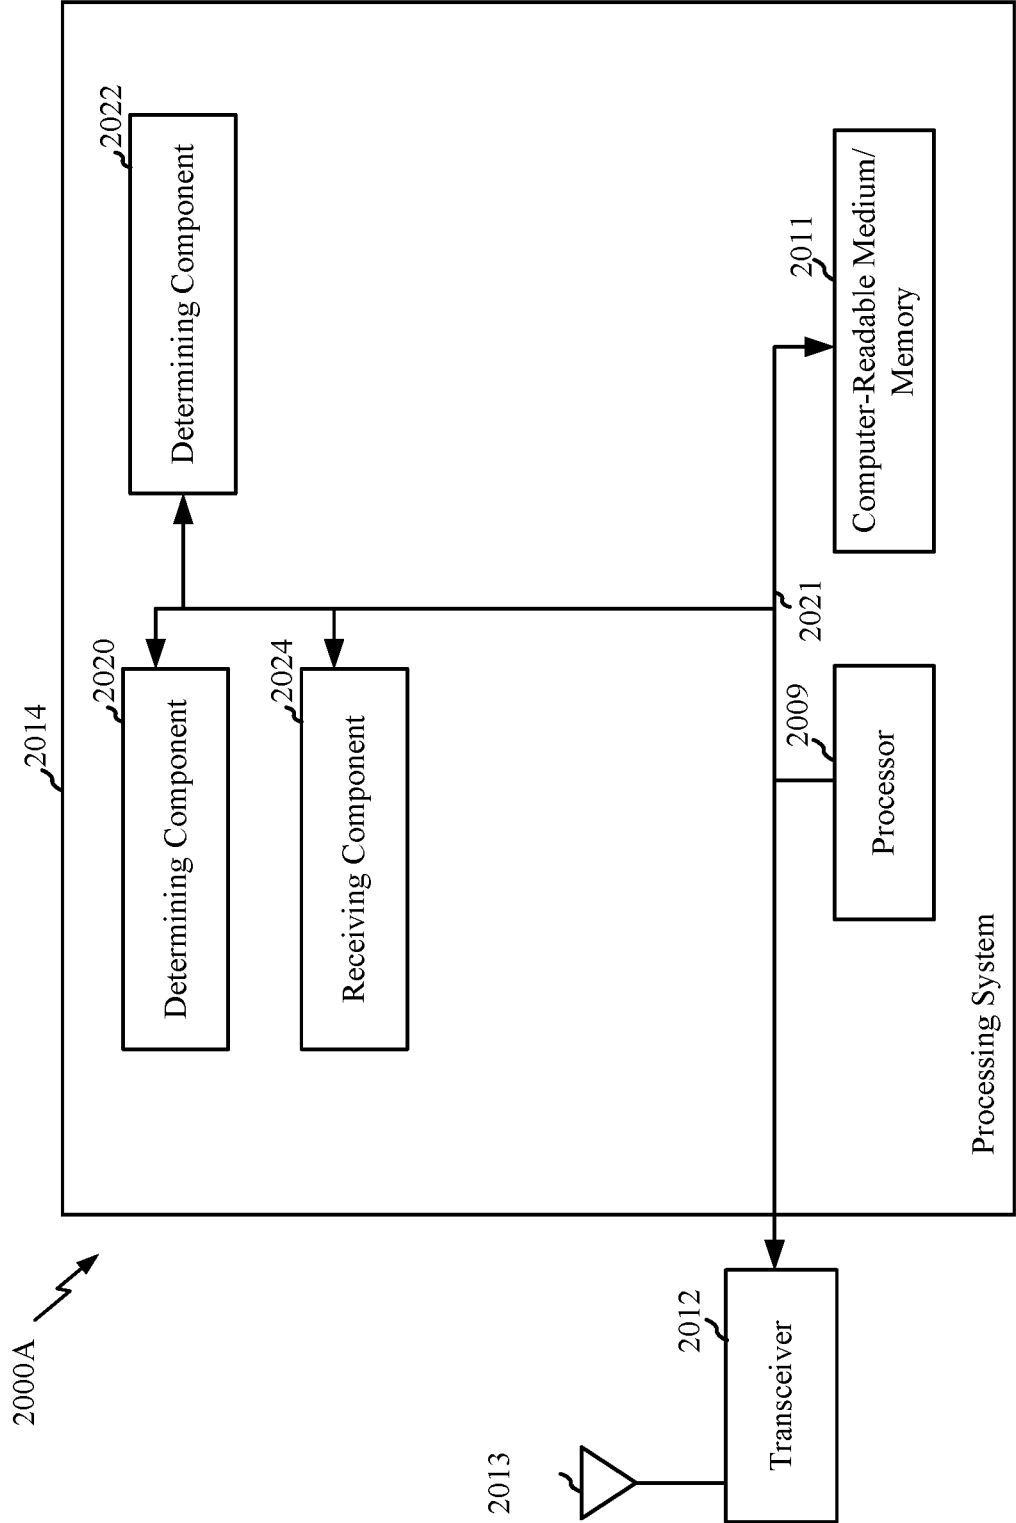 2000A
2014
2020
Determining Component
2022
Determining Component
2024
Receiving Component
2013
2012
Transceiver
2021
2009
Processor
2011
Computer-Readable Medium/
Memory
Processing System